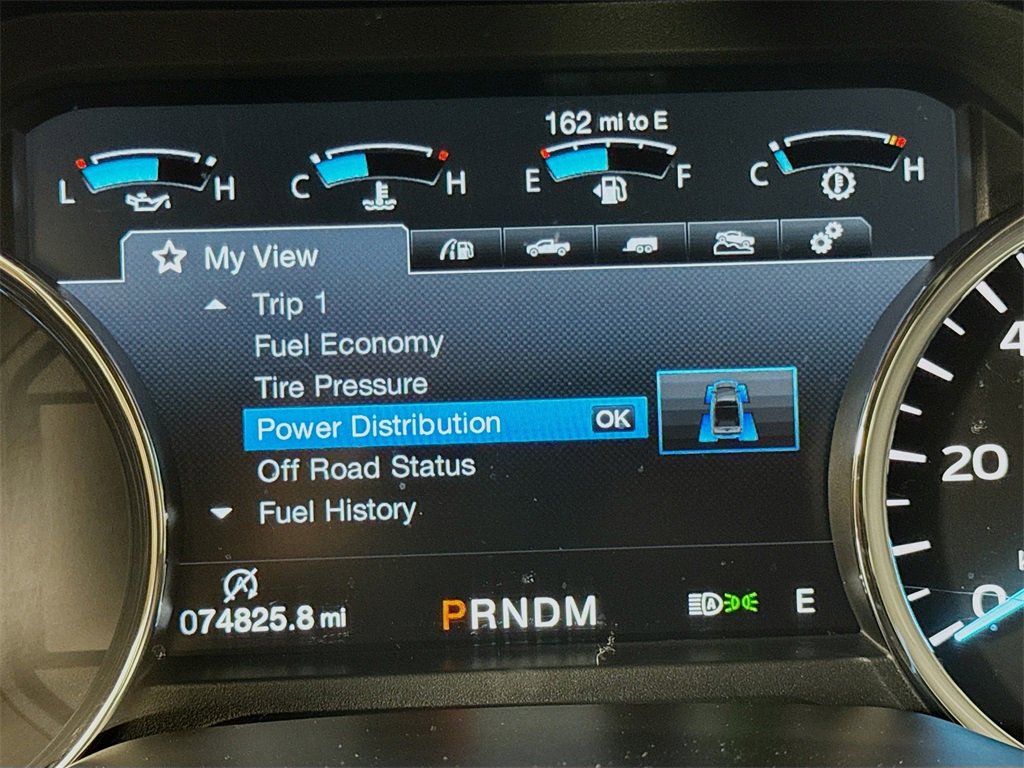 162 mi to E
L H
C H
E F
C H
My View
Trip 1
Fuel Economy
Tire Pressure
Power Distribution OK
Off Road Status
Fuel History
A
074825.8 mi
PRNDM
A
E
20
0